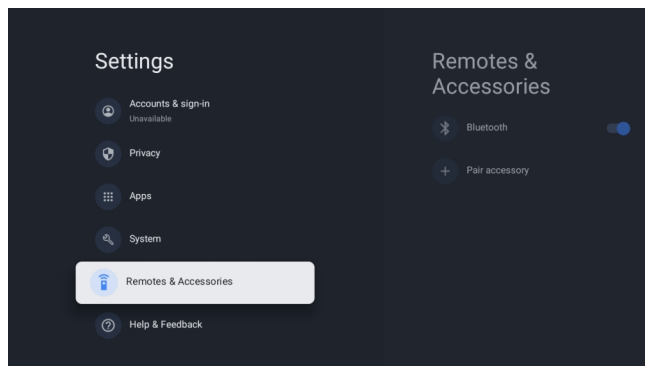 Settings
Accounts & sign-in
Unavailable
Privacy
Apps
System
Remotes & Accessories
Help & Feedback
Remotes &
Accessories
Bluetooth
Pair accessory